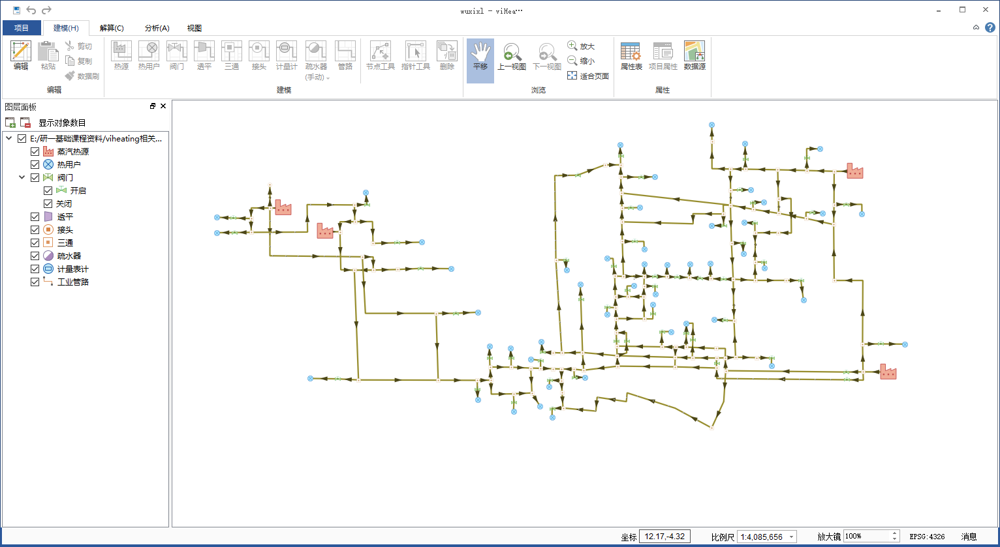 wuxixl - viHea···
项目 建模(H) 解算(C) 分析(A) 视图
编辑 粘贴 剪切 复制 数据刷
编辑
热源 热用户 阀门 透平 三通 接头 计量计 疏水器(手动) 管路 节点工具 指针工具 删除
建模
平移 上一视图 下一视图 放大 缩小 适合页面
浏览
属性表 项目属性 数据源
属性
图层面板
显示对象数目
E:/研一基础课程资料/viheating相关...
蒸汽热源
热用户
阀门
开启
关闭
透平
接头
三通
疏水器
计量表计
工业管路
坐标 12.17,-4.32 比例尺 1:4,085,656 放大镜 100% EPSG:4326 消息